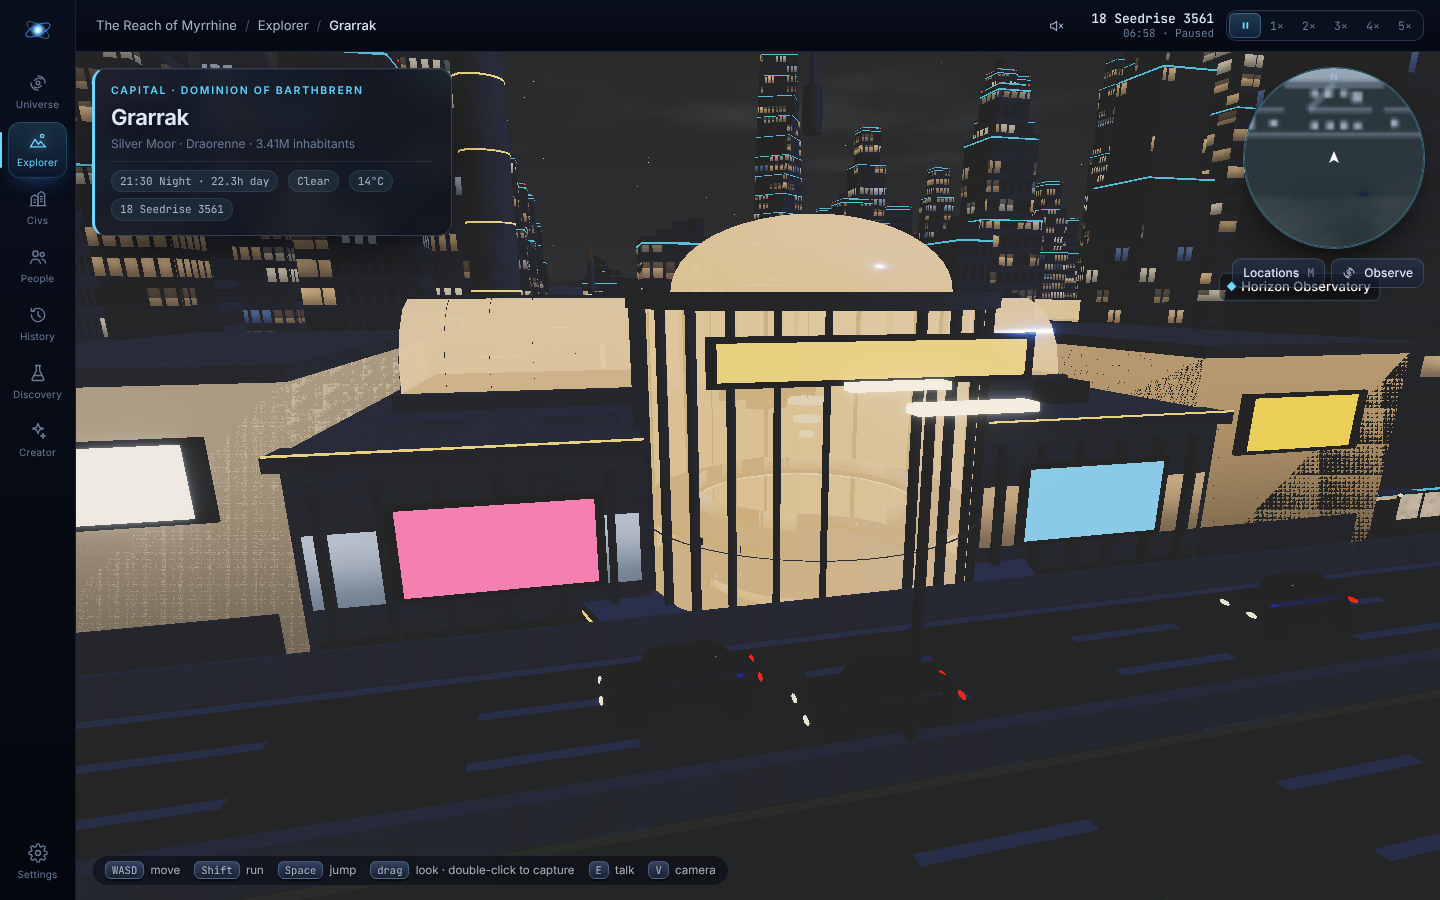 The Reach of Myrrhine / Explorer / Grarrak
18 Seedrise 3561
06:58 · Paused
1×
2×
3×
4×
5×
Universe
Explorer
Civs
People
History
Discovery
Creator
Settings
CAPITAL · DOMINION OF BARTHBRERN
Grarrak
Silver Moor · Draorenne · 3.41M inhabitants
21:30 Night · 22.3h day
Clear
14°C
18 Seedrise 3561
N
Locations M
Observe
Horizon Observatory
WASD move
Shift run
Space jump
drag look · double-click to capture
E talk
V camera